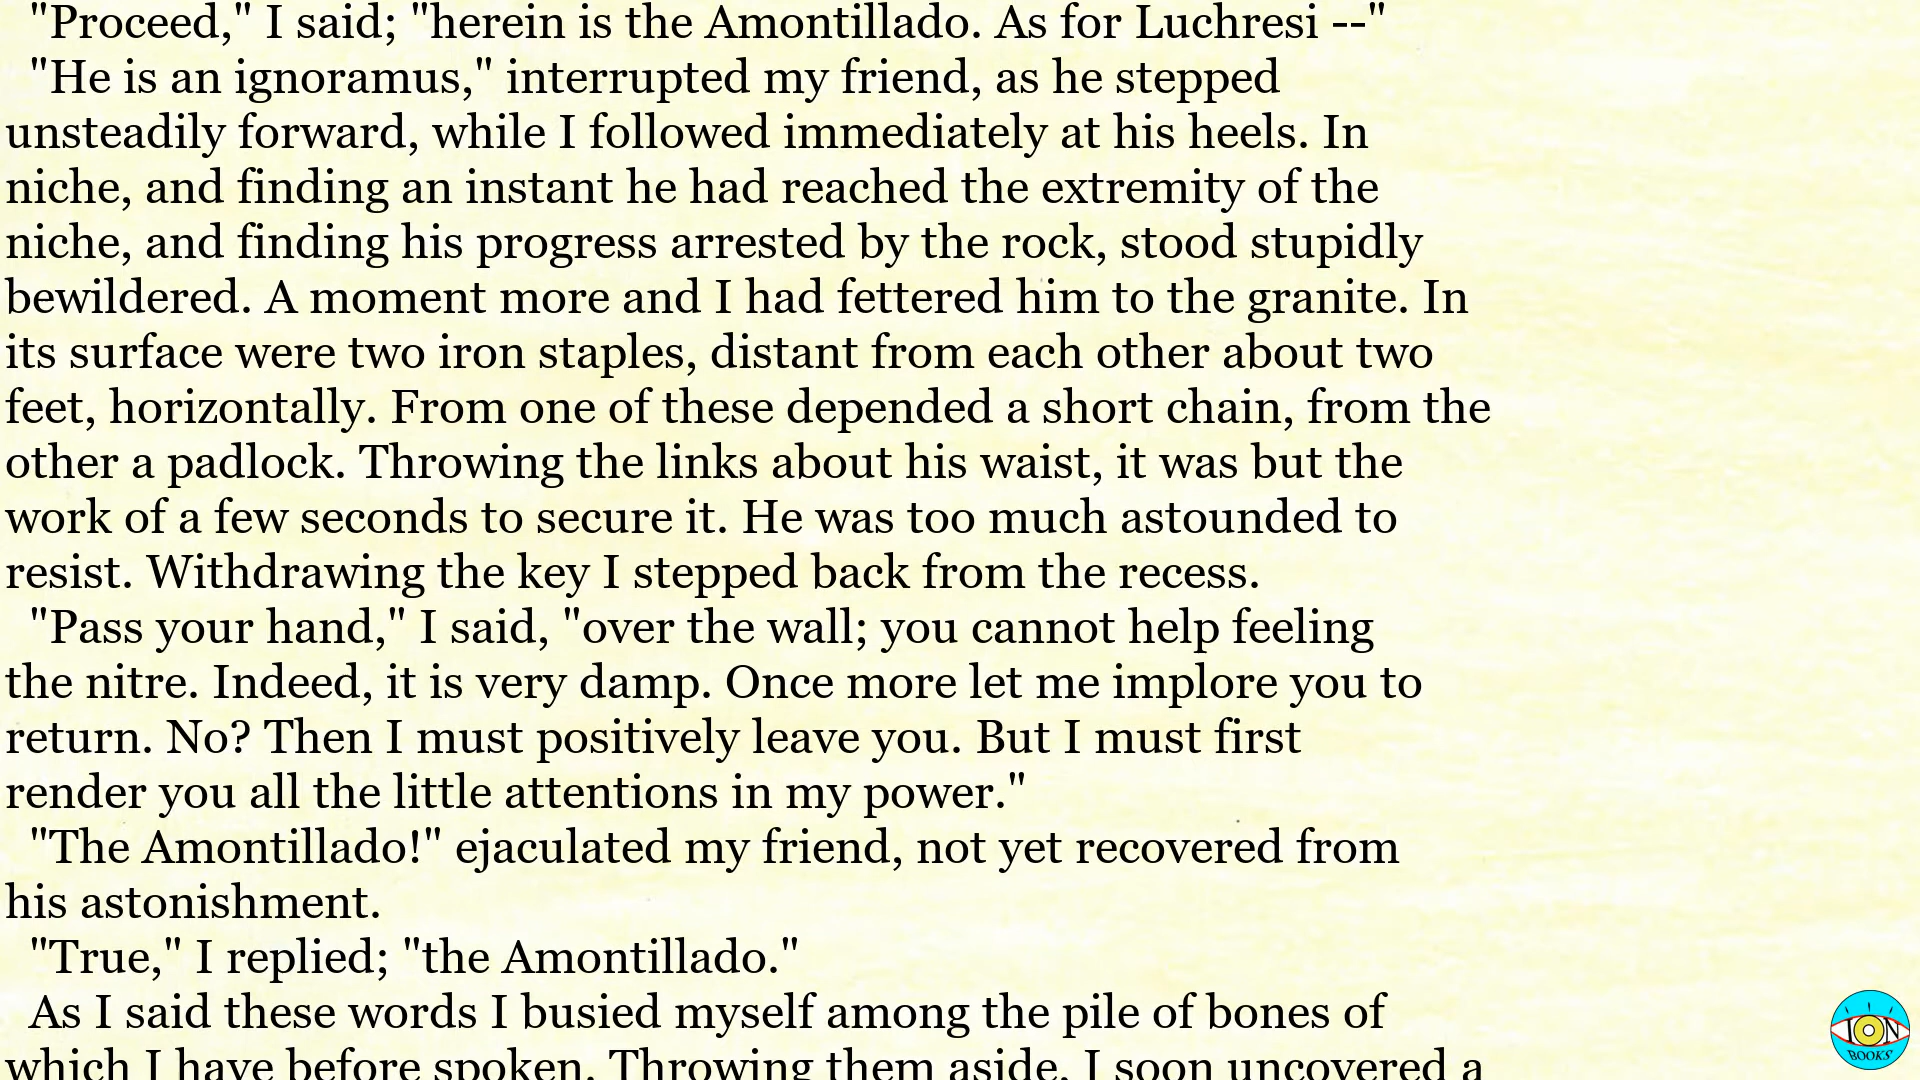 "Proceed," I said; "herein is the Amontillado. As for Luchresi --"
"He is an ignoramus," interrupted my friend, as he stepped
unsteadily forward, while I followed immediately at his heels. In
niche, and finding an instant he had reached the extremity of the
niche, and finding his progress arrested by the rock, stood stupidly
bewildered. A moment more and I had fettered him to the granite. In
its surface were two iron staples, distant from each other about two
feet, horizontally. From one of these depended a short chain, from the
other a padlock. Throwing the links about his waist, it was but the
work of a few seconds to secure it. He was too much astounded to
resist. Withdrawing the key I stepped back from the recess.
"Pass your hand," I said, "over the wall; you cannot help feeling
the nitre. Indeed, it is very damp. Once more let me implore you to
return. No? Then I must positively leave you. But I must first
render you all the little attentions in my power."
"The Amontillado!" ejaculated my friend, not yet recovered from
his astonishment.
"True," I replied; "the Amontillado."
As I said these words I busied myself among the pile of bones of
which I have before spoken. Throwing them aside, I soon uncovered a
ION
BOOKS